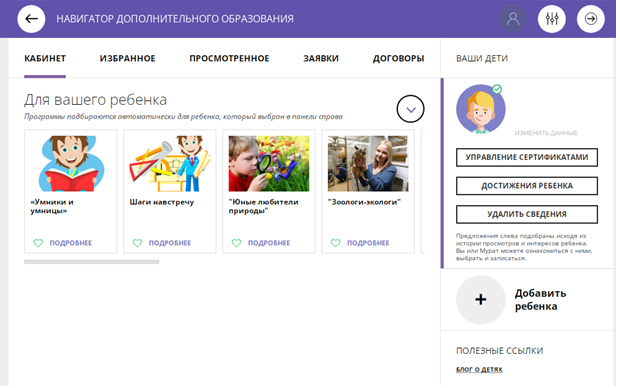 НАВИГАТОР ДОПОЛНИТЕЛЬНОГО ОБРАЗОВАНИЯ
КАБИНЕТ ИЗБРАННОЕ ПРОСМОТРЕННОЕ ЗАЯВКИ ДОГОВОРЫ
Для вашего ребенка
Программы подбираются автоматически для ребенка, который выбран в панели справа
«Умники и
умницы»
ПОДРОБНЕЕ
Шаги навстречу
ПОДРОБНЕЕ
"Юные любители
природы"
ПОДРОБНЕЕ
"Зоологи-экологи"
ПОДРОБНЕЕ
ВАШИ ДЕТИ
ИЗМЕНИТЬ ДАННЫЕ
УПРАВЛЕНИЕ СЕРТИФИКАТАМИ
ДОСТИЖЕНИЯ РЕБЕНКА
УДАЛИТЬ СВЕДЕНИЯ
Предложения слева подобраны исходя из
истории просмотров и интересов ребенка.
Вы или Мурат можете ознакомиться с ними,
выбрать и записаться.
Добавить
ребенка
ПОЛЕЗНЫЕ ССЫЛКИ
БЛОГ О ДЕТЯХ